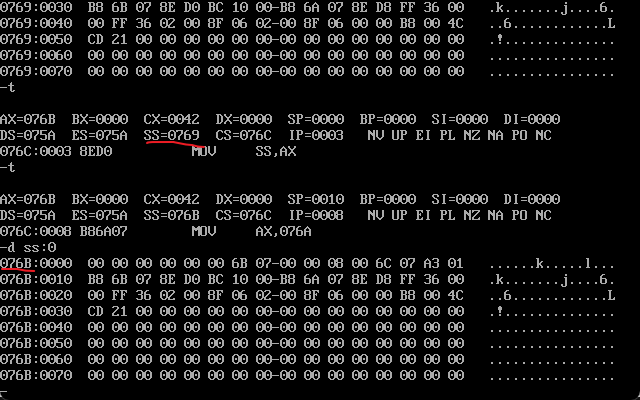 0769:0030  B8 6B 07 8E D0 BC 10 00-B8 6A 07 8E D8 FF 36 00   .k.......j....6.
0769:0040  00 FF 36 02 00 8F 06 02-00 8F 06 00 00 B8 00 4C   ..6............L
0769:0050  CD 21 00 00 00 00 00 00-00 00 00 00 00 00 00 00   .!..............
0769:0060  00 00 00 00 00 00 00 00-00 00 00 00 00 00 00 00   ................
0769:0070  00 00 00 00 00 00 00 00-00 00 00 00 00 00 00 00   ................
-t
AX=076B  BX=0000  CX=0042  DX=0000  SP=0000  BP=0000  SI=0000  DI=0000
DS=075A  ES=075A  SS=0769  CS=076C  IP=0003   NV UP EI PL NZ NA PO NC
076C:0003 8ED0          MOV     SS,AX
-t
AX=076B  BX=0000  CX=0042  DX=0000  SP=0010  BP=0000  SI=0000  DI=0000
DS=075A  ES=075A  SS=076B  CS=076C  IP=0008   NV UP EI PL NZ NA PO NC
076C:0008 B86A07        MOV     AX,076A
-d ss:0
076B:0000  00 00 00 00 00 00 6B 07-00 00 08 00 6C 07 A3 01   ......k.....l...
076B:0010  B8 6B 07 8E D0 BC 10 00-B8 6A 07 8E D8 FF 36 00   .k.......j....6.
076B:0020  00 FF 36 02 00 8F 06 02-00 8F 06 00 00 B8 00 4C   ..6............L
076B:0030  CD 21 00 00 00 00 00 00-00 00 00 00 00 00 00 00   .!..............
076B:0040  00 00 00 00 00 00 00 00-00 00 00 00 00 00 00 00   ................
076B:0050  00 00 00 00 00 00 00 00-00 00 00 00 00 00 00 00   ................
076B:0060  00 00 00 00 00 00 00 00-00 00 00 00 00 00 00 00   ................
076B:0070  00 00 00 00 00 00 00 00-00 00 00 00 00 00 00 00   ................
-